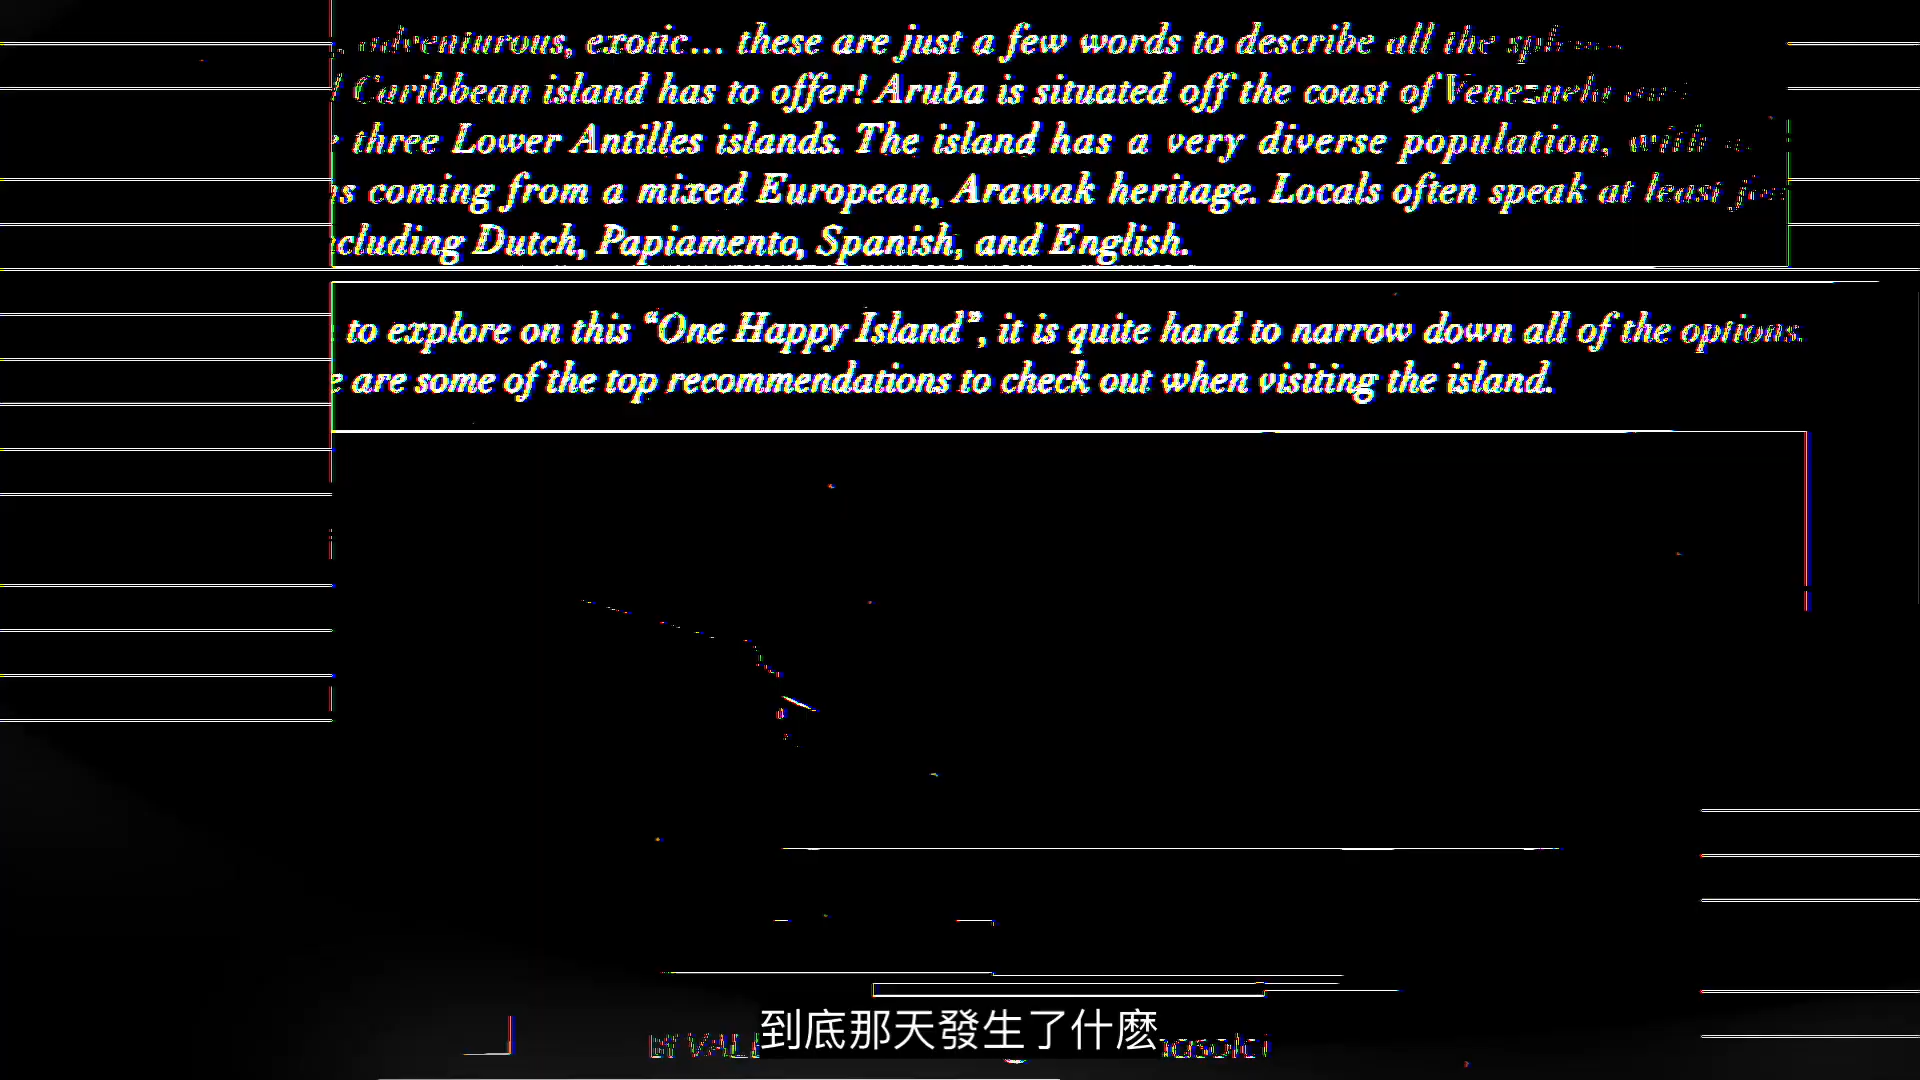 adventurous, exotic... these are just a few words to describe all the
Caribbean island has to offer! Aruba is situated off the coast of Venezuela
three Lower Antilles islands. The island has a very diverse population, with
coming from a mixed European, Arawak heritage. Locals often speak at least
cluding Dutch, Papiamento, Spanish, and English.
to explore on this “One Happy Island”, it is quite hard to narrow down all of the options.
are some of the top recommendations to check out when visiting the island.
到底那天發生了什麼